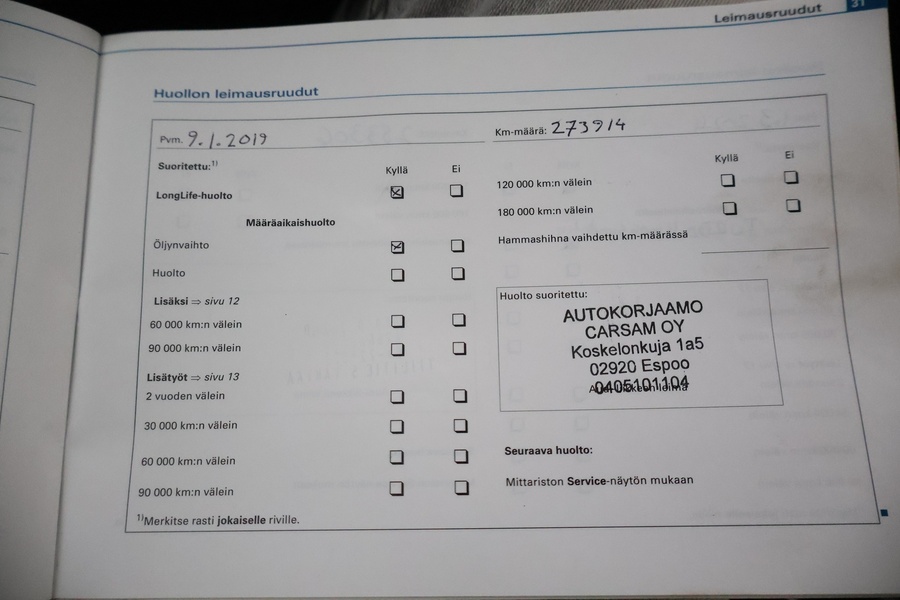 Leimausruudut 31
Huollon leimausruudut
Pvm. 9.1.2019
Km-määrä: 273914
Suoritettu:1)
Kyllä Ei
LongLife-huolto
Määräaikaishuolto
Öljynvaihto
Huolto
Lisäksi ⇒ sivu 12
60 000 km:n välein
90 000 km:n välein
Lisätyöt ⇒ sivu 13
2 vuoden välein
30 000 km:n välein
60 000 km:n välein
90 000 km:n välein
1)Merkitse rasti jokaiselle riville.
Kyllä Ei
120 000 km:n välein
180 000 km:n välein
Hammashihna vaihdettu km-määrässä
Huolto suoritettu:
AUTOKORJAAMO
CARSAM OY
Koskelonkuja 1a5
02920 Espoo
0405101104
Seuraava huolto:
Mittariston Service-näytön mukaan